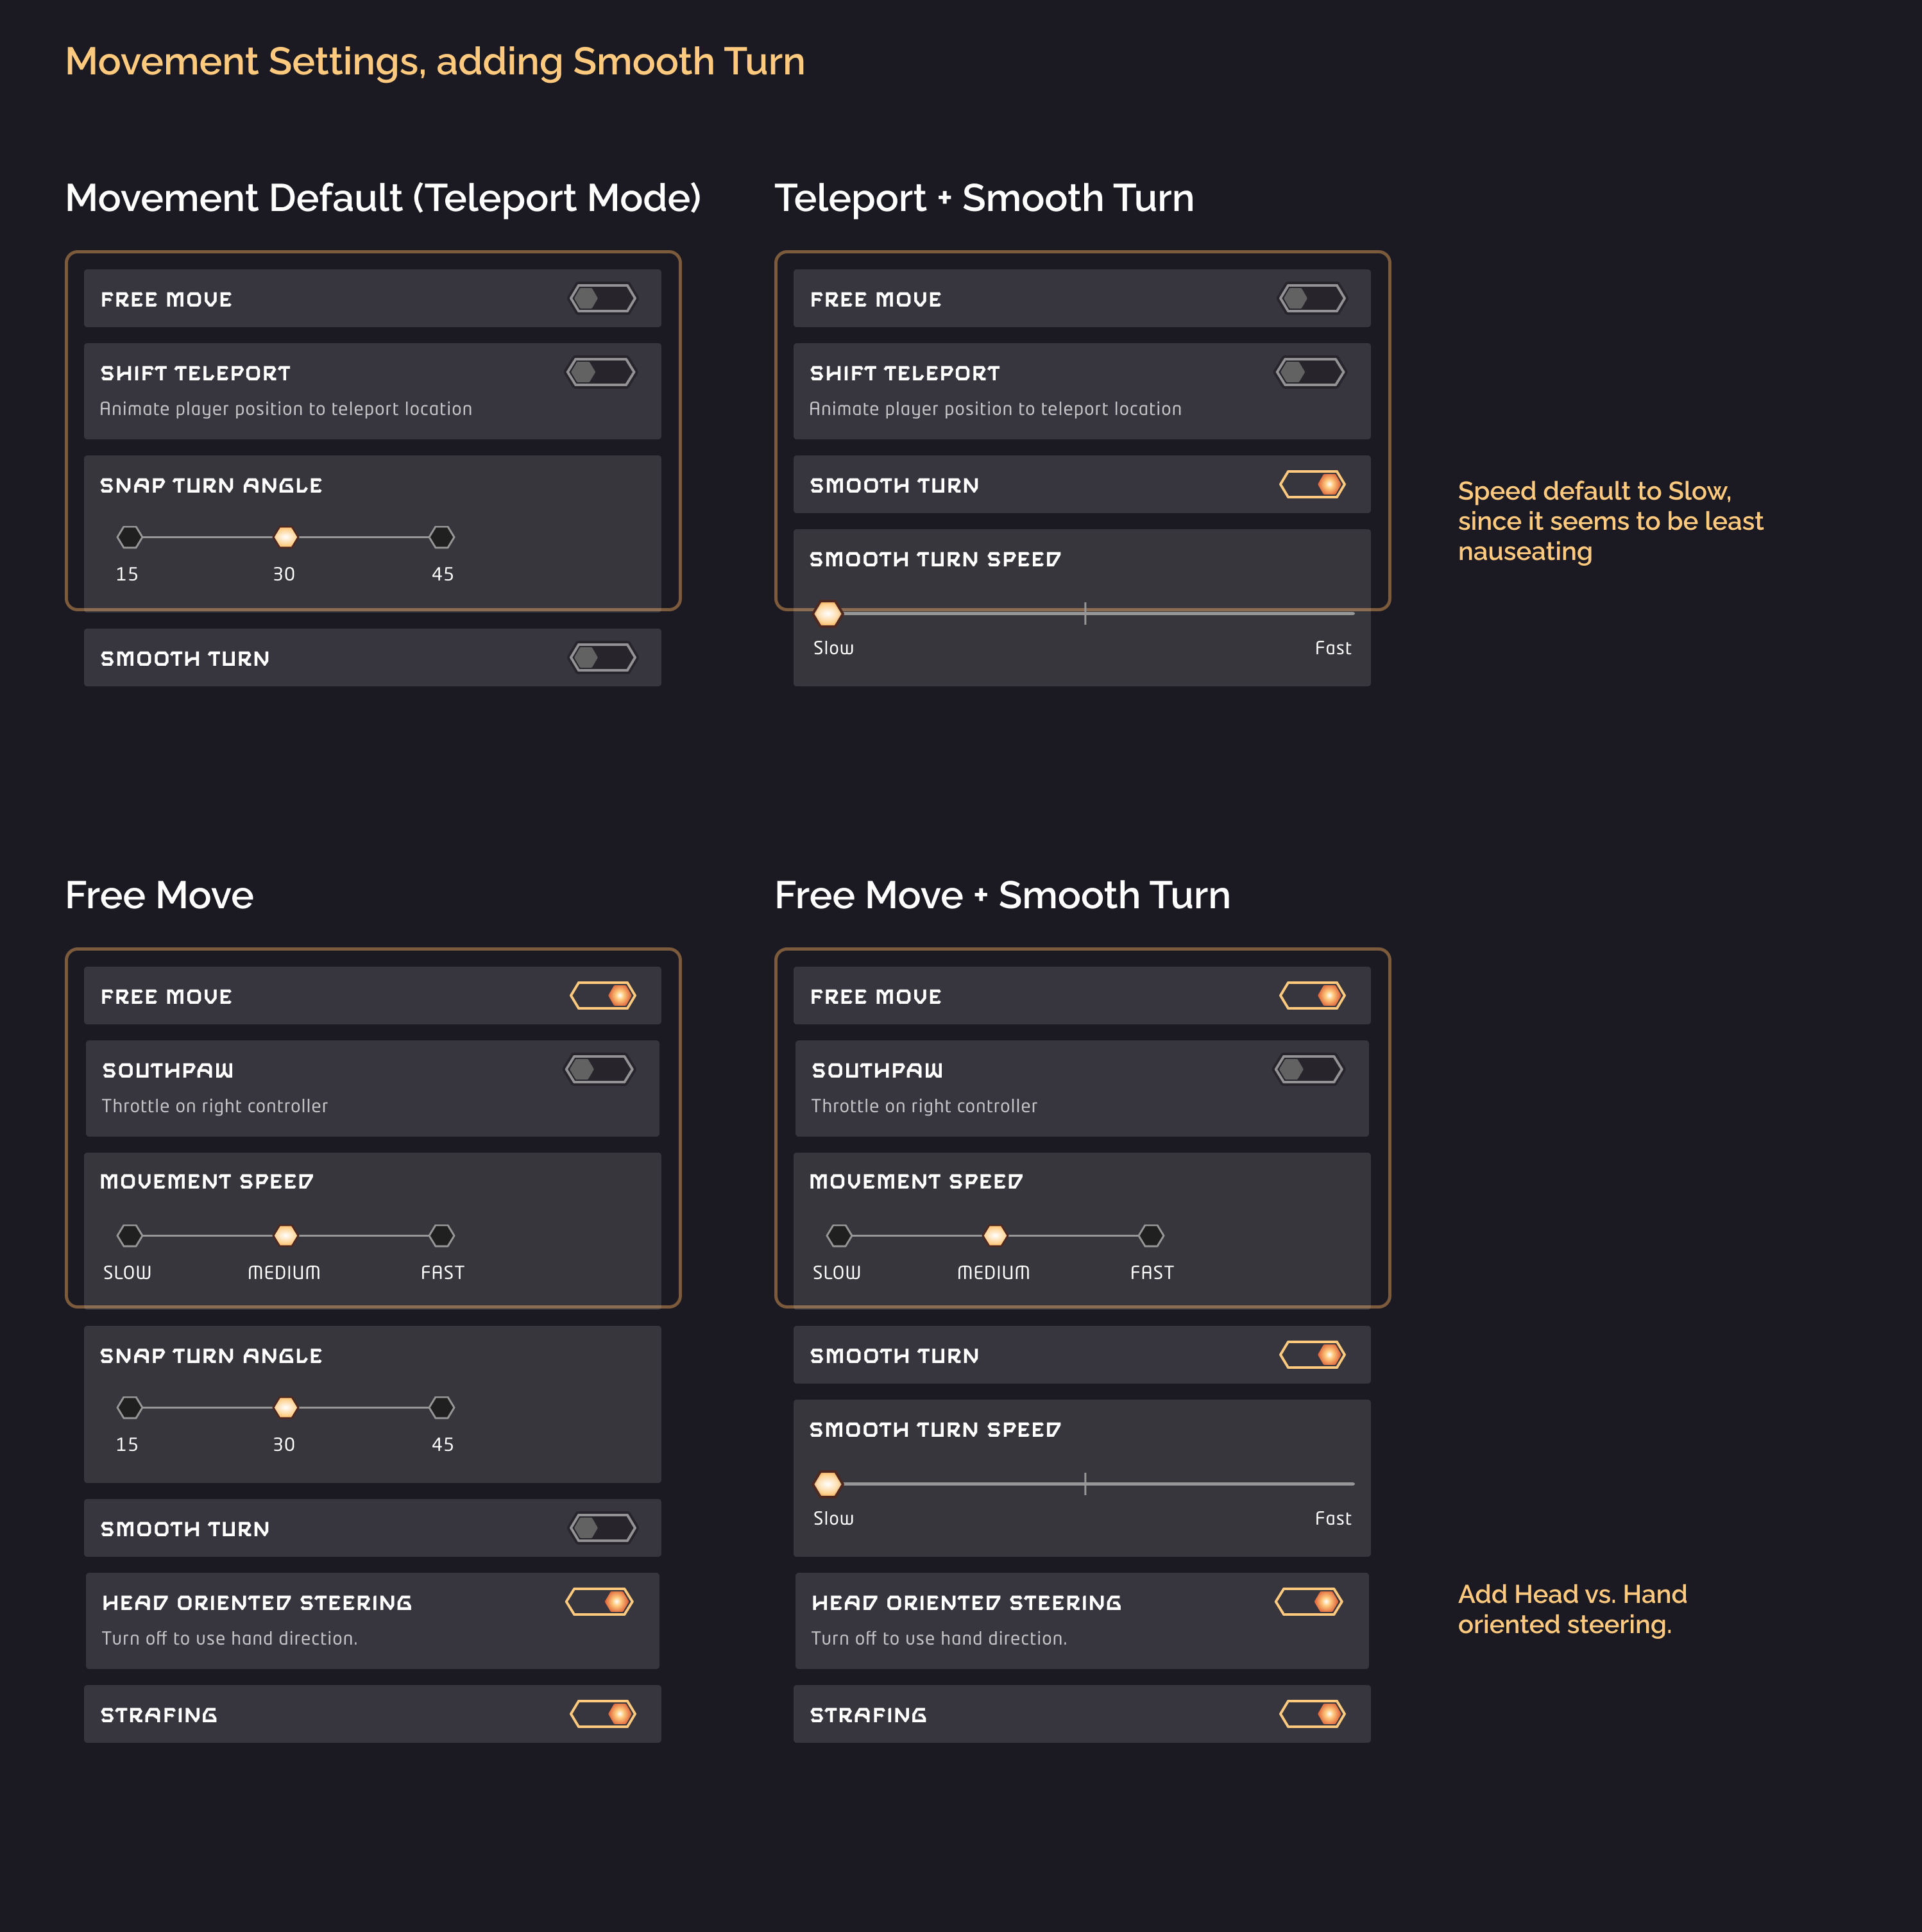 Movement Settings, adding Smooth Turn
Movement Default (Teleport Mode)
FREE MOVE
SHIFT TELEPORT
Animate player position to teleport location
SNAP TURN ANGLE
15 30 45
SMOOTH TURN
Teleport + Smooth Turn
FREE MOVE
SHIFT TELEPORT
Animate player position to teleport location
SMOOTH TURN
SMOOTH TURN SPEED
Slow Fast
Speed default to Slow,
since it seems to be least
nauseating
Free Move
FREE MOVE
SOUTHPAW
Throttle on right controller
MOVEMENT SPEED
SLOW MEDIUM FAST
SNAP TURN ANGLE
15 30 45
SMOOTH TURN
HEAD ORIENTED STEERING
Turn off to use hand direction.
STRAFING
Free Move + Smooth Turn
FREE MOVE
SOUTHPAW
Throttle on right controller
MOVEMENT SPEED
SLOW MEDIUM FAST
SMOOTH TURN
SMOOTH TURN SPEED
Slow Fast
HEAD ORIENTED STEERING
Turn off to use hand direction.
STRAFING
Add Head vs. Hand
oriented steering.